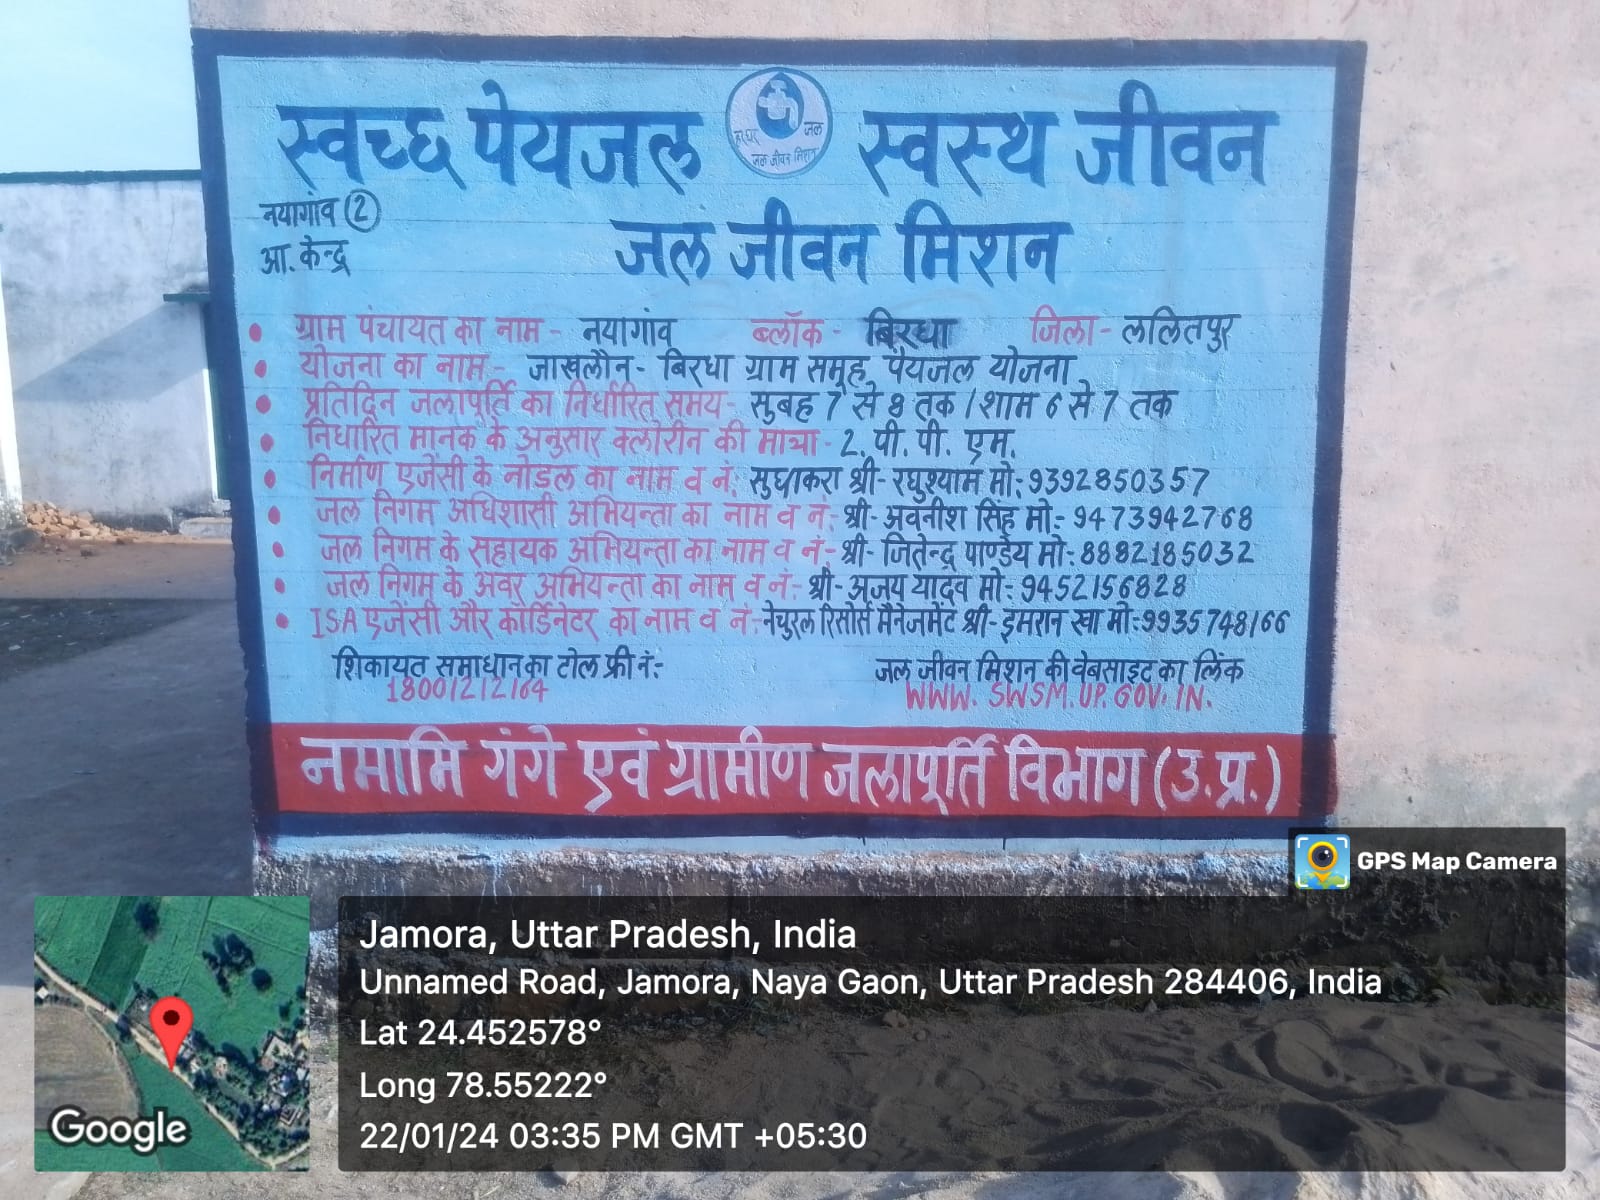 स्वच्छ पेयजल स्वस्थ जीवन
हर घर जल
जल जीवन मिशन
नयागांव (2)
आ. केन्द्र
जल जीवन मिशन
• ग्राम पंचायत का नाम - नयागांव ब्लॉक - बिरधा जिला - ललितपुर
• योजना का नाम - जाखलौन - बिरधा ग्राम समूह पेयजल योजना
• प्रतिदिन जलापूर्ति का निर्धारित समय - सुबह 7 से 8 तक / शाम 6 से 7 तक
• निर्धारित मानक के अनुसार क्लोरीन की मात्रा - 2. पी. पी. एम.
• निर्माण एजेंसी के नोडल का नाम व नं: सुधाकरा श्री - रघुश्याम मो: 9392850357
• जल निगम अधिशासी अभियन्ता का नाम व नं:- श्री - अवनीश सिंह मो:- 9473942768
• जल निगम के सहायक अभियन्ता का नाम व नं:- श्री - जितेन्द्र पाण्डेय मो: 8882185032
• जल निगम के अवर अभियन्ता का नाम व नं:- श्री - अजय यादव मो: 9452156828
• ISA एजेंसी और कॉर्डिनेटर का नाम व नं:- नेचुरल रिसोर्स मैनेजमेंट श्री - इमरान खा मो: 9935748166
शिकायत समाधान का टोल फ्री नं:- जल जीवन मिशन की वेबसाइट का लिंक
18001212164 WWW. SWSM. UP. GOV. IN.
नमामि गंगे एवं ग्रामीण जलापूर्ति विभाग (उ.प्र.)
GPS Map Camera
Jamora, Uttar Pradesh, India
Unnamed Road, Jamora, Naya Gaon, Uttar Pradesh 284406, India
Lat 24.452578°
Long 78.55222°
22/01/24 03:35 PM GMT +05:30
Google